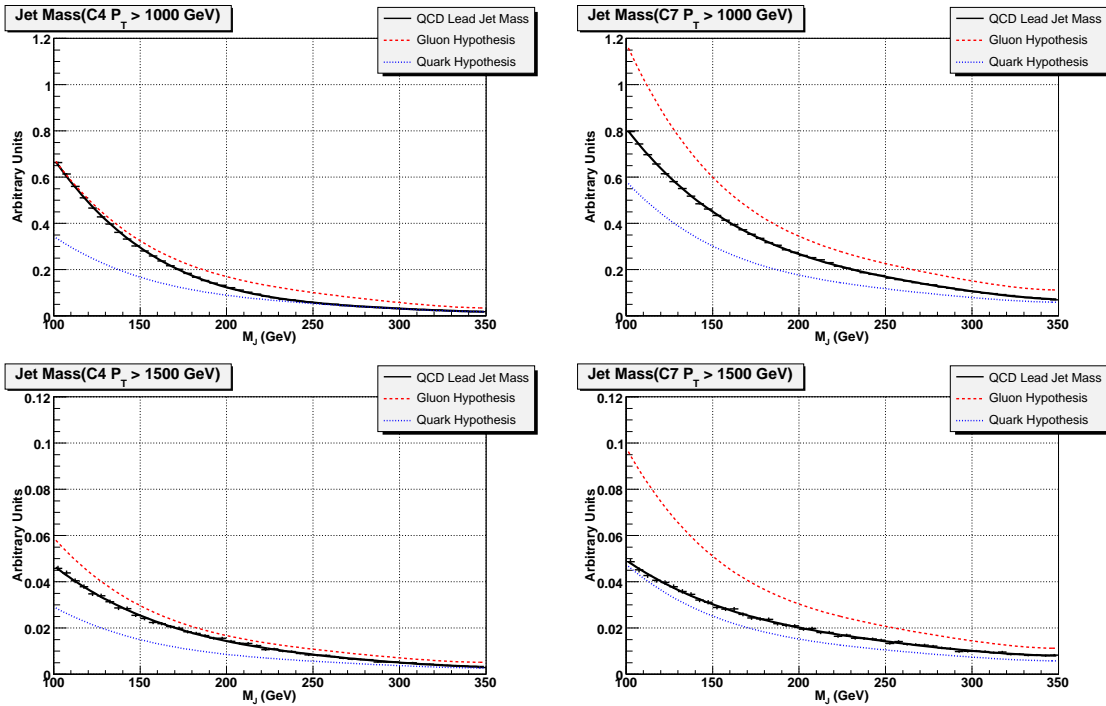 Jet Mass(C4 P_T > 1000 GeV)
QCD Lead Jet Mass
Gluon Hypothesis
Quark Hypothesis
Arbitrary Units
1.2
1
0.8
0.6
0.4
0.2
0
100 150 200 250 300 350
M_J (GeV)
Jet Mass(C7 P_T > 1000 GeV)
QCD Lead Jet Mass
Gluon Hypothesis
Quark Hypothesis
Arbitrary Units
1.2
1
0.8
0.6
0.4
0.2
0
100 150 200 250 300 350
M_J (GeV)
Jet Mass(C4 P_T > 1500 GeV)
QCD Lead Jet Mass
Gluon Hypothesis
Quark Hypothesis
Arbitrary Units
0.12
0.1
0.08
0.06
0.04
0.02
0
100 150 200 250 300 350
M_J (GeV)
Jet Mass(C7 P_T > 1500 GeV)
QCD Lead Jet Mass
Gluon Hypothesis
Quark Hypothesis
Arbitrary Units
0.12
0.1
0.08
0.06
0.04
0.02
0
100 150 200 250 300 350
M_J (GeV)